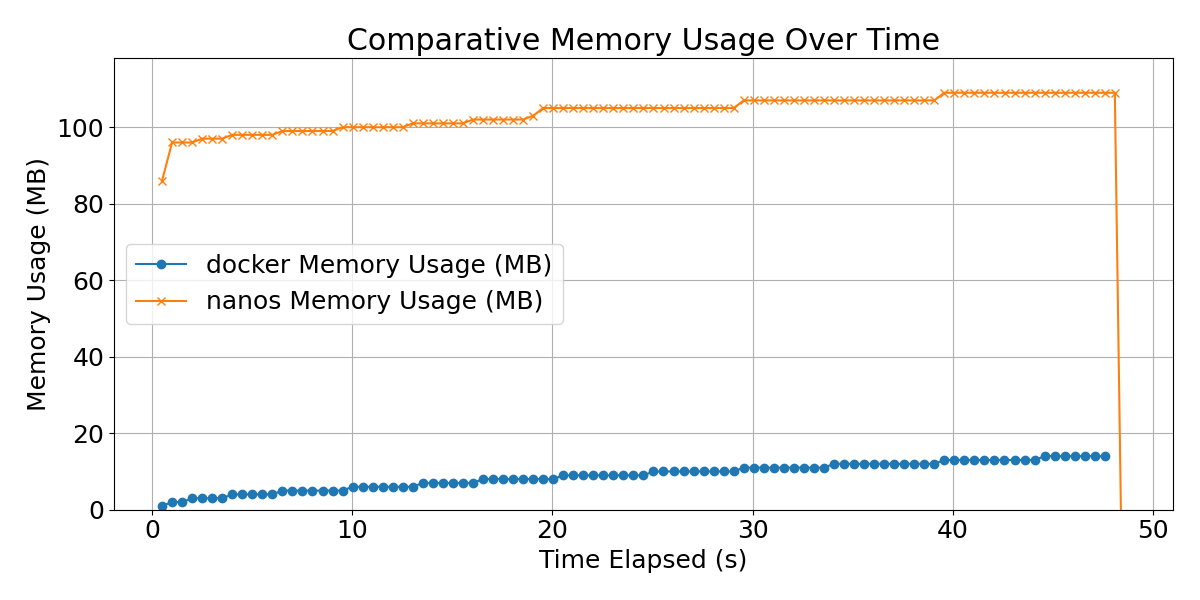 Comparative Memory Usage Over Time
Memory Usage (MB)
100
80
60
40
20
0
docker Memory Usage (MB)
nanos Memory Usage (MB)
0 10 20 30 40 50
Time Elapsed (s)